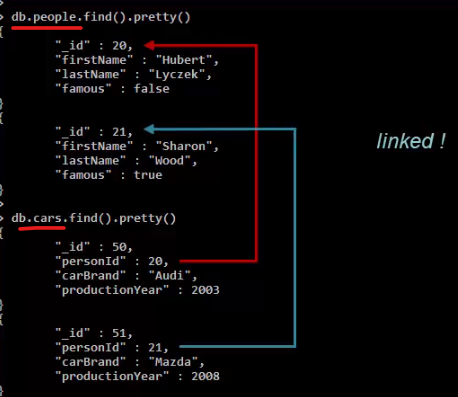 > db.people.find().pretty()
{
"_id" : 20,
"firstName" : "Hubert",
"lastName" : "Lyczek",
"famous" : false
}
{
"_id" : 21,
"firstName" : "Sharon",
"lastName" : "Wood",
"famous" : true
}
linked !
>
> db.cars.find().pretty()
{
"_id" : 50,
"personId" : 20,
"carBrand" : "Audi",
"productionYear" : 2003
}
{
"_id" : 51,
"personId" : 21,
"carBrand" : "Mazda",
"productionYear" : 2008
}